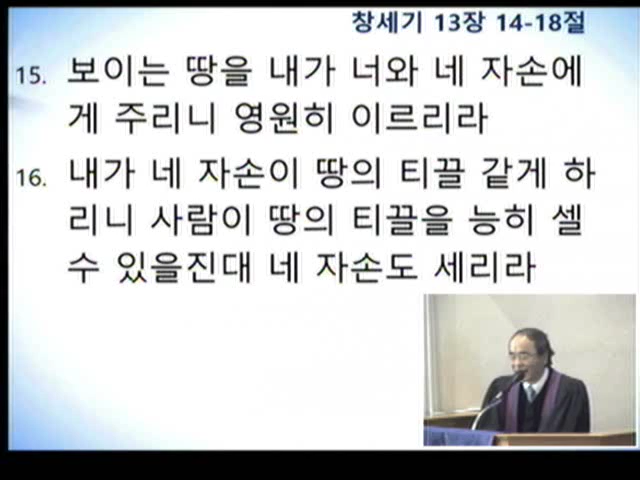 창세기 13장 14-18절
15. 보이는 땅을 내가 너와 네 자손에
게 주리니 영원히 이르리라
16. 내가 네 자손이 땅의 티끌 같게 하
리니 사람이 땅의 티끌을 능히 셀
수 있을진대 네 자손도 세리라